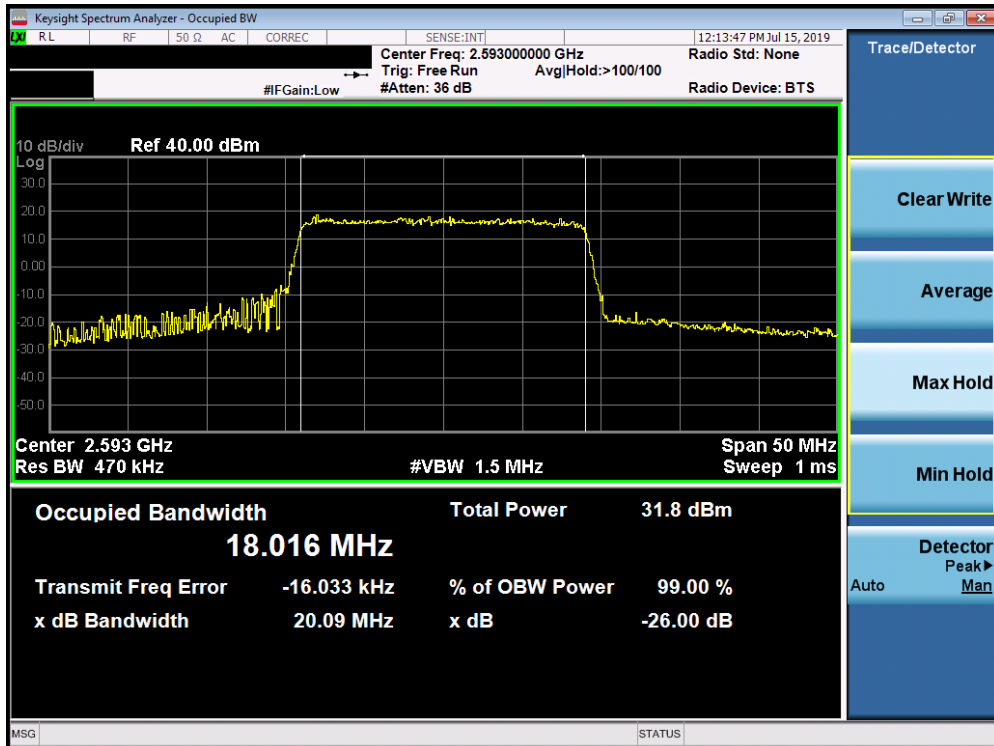 Keysight Spectrum Analyzer - Occupied BW
LXI RL RF 50 Ω AC CORREC SENSE:INT 12:13:47 PM Jul 15, 2019
Center Freq: 2.593000000 GHz Radio Std: None
Trig: Free Run Avg|Hold:>100/100
#IFGain:Low #Atten: 36 dB Radio Device: BTS
Trace/Detector
10 dB/div Ref 40.00 dBm
Log
30.0
20.0
10.0
0.00
-10.0
-20.0
-30.0
-40.0
-50.0
Center 2.593 GHz Span 50 MHz
Res BW 470 kHz #VBW 1.5 MHz Sweep 1 ms
Occupied Bandwidth Total Power 31.8 dBm
18.016 MHz
Transmit Freq Error -16.033 kHz % of OBW Power 99.00 %
x dB Bandwidth 20.09 MHz x dB -26.00 dB
Clear Write
Average
Max Hold
Min Hold
Detector
Peak▶
Auto Man
MSG STATUS